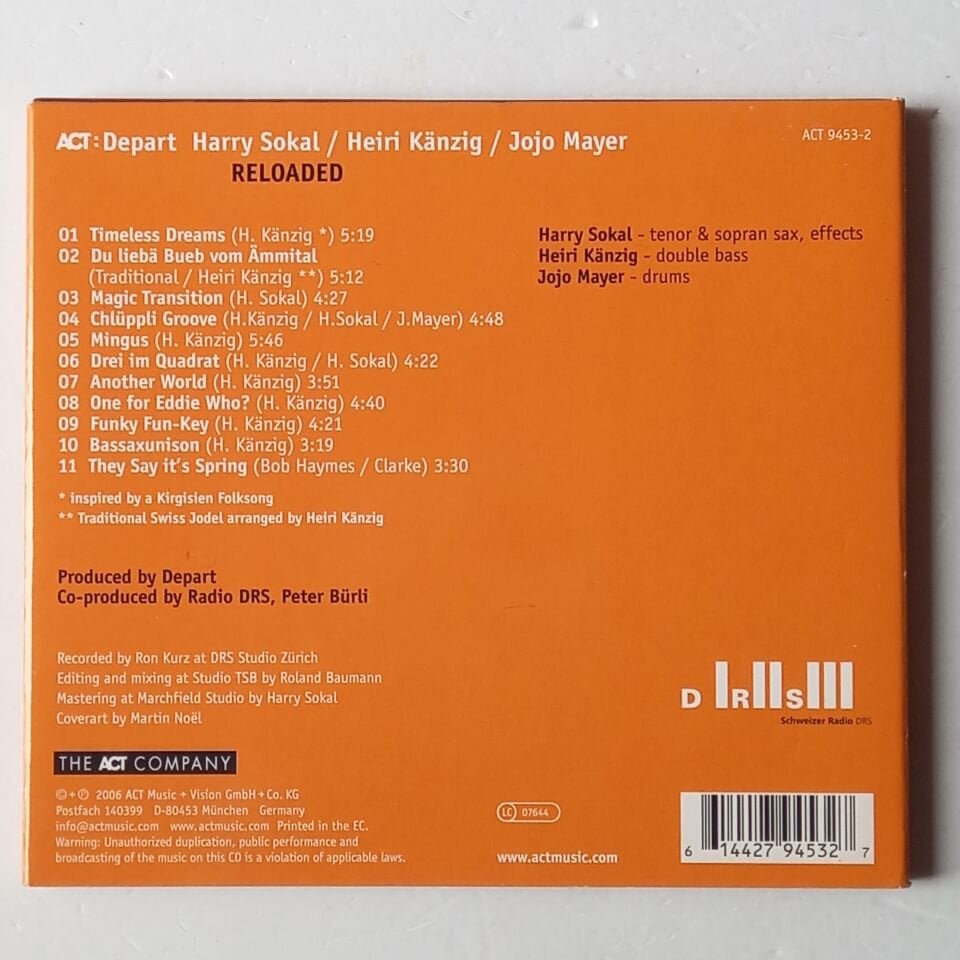 ACT: Depart Harry Sokal / Heiri Känzig / Jojo Mayer
ACT 9453-2
RELOADED
01 Timeless Dreams (H. Känzig *) 5:19
02 Du liebä Bueb vom Ämmital
(Traditional / Heiri Känzig **) 5:12
03 Magic Transition (H. Sokal) 4:27
04 Chlüppli Groove (H.Känzig / H.Sokal / J.Mayer) 4:48
05 Mingus (H. Känzig) 5:46
06 Drei im Quadrat (H. Känzig / H. Sokal) 4:22
07 Another World (H. Känzig) 3:51
08 One for Eddie Who? (H. Känzig) 4:40
09 Funky Fun-Key (H. Känzig) 4:21
10 Bassaxunison (H. Känzig) 3:19
11 They Say it's Spring (Bob Haymes / Clarke) 3:30
* inspired by a Kirgisien Folksong
** Traditional Swiss Jodel arranged by Heiri Känzig
Harry Sokal - tenor & sopran sax, effects
Heiri Känzig - double bass
Jojo Mayer - drums
Produced by Depart
Co-produced by Radio DRS, Peter Bürli
Recorded by Ron Kurz at DRS Studio Zürich
Editing and mixing at Studio TSB by Roland Baumann
Mastering at Marchfield Studio by Harry Sokal
Coverart by Martin Noël
DRS
Schweizer Radio DRS
THE ACT COMPANY
©+℗ 2006 ACT Music + Vision GmbH + Co. KG
Postfach 140399 D-80453 München Germany
info@actmusic.com www.actmusic.com Printed in the EC.
Warning: Unauthorized duplication, public performance and
broadcasting of the music on this CD is a violation of applicable laws.
LC 07644
www.actmusic.com
6 14427 94532 7